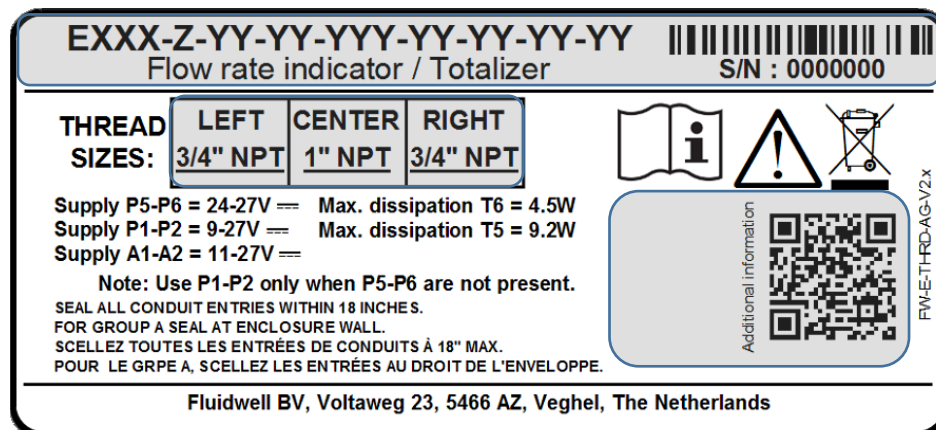 EXXX-Z-YY-YY-YYY-YY-YY-YY-YY
Flow rate indicator / Totalizer
S/N : 0000000
THREAD SIZES:
LEFT CENTER RIGHT
3/4" NPT 1" NPT 3/4" NPT
Supply P5-P6 = 24-27V ⎓ Max. dissipation T6 = 4.5W
Supply P1-P2 = 9-27V ⎓ Max. dissipation T5 = 9.2W
Supply A1-A2 = 11-27V ⎓
Note: Use P1-P2 only when P5-P6 are not present.
SEAL ALL CONDUIT ENTRIES WITHIN 18 INCHES.
FOR GROUP A SEAL AT ENCLOSURE WALL.
SCELLEZ TOUTES LES ENTRÉES DE CONDUITS À 18" MAX.
POUR LE GRPE A, SCELLEZ LES ENTRÉES AU DROIT DE L'ENVELOPPE.
Additional information
FW-E-THRD-AG-V2.x
Fluidwell BV, Voltaweg 23, 5466 AZ, Veghel, The Netherlands